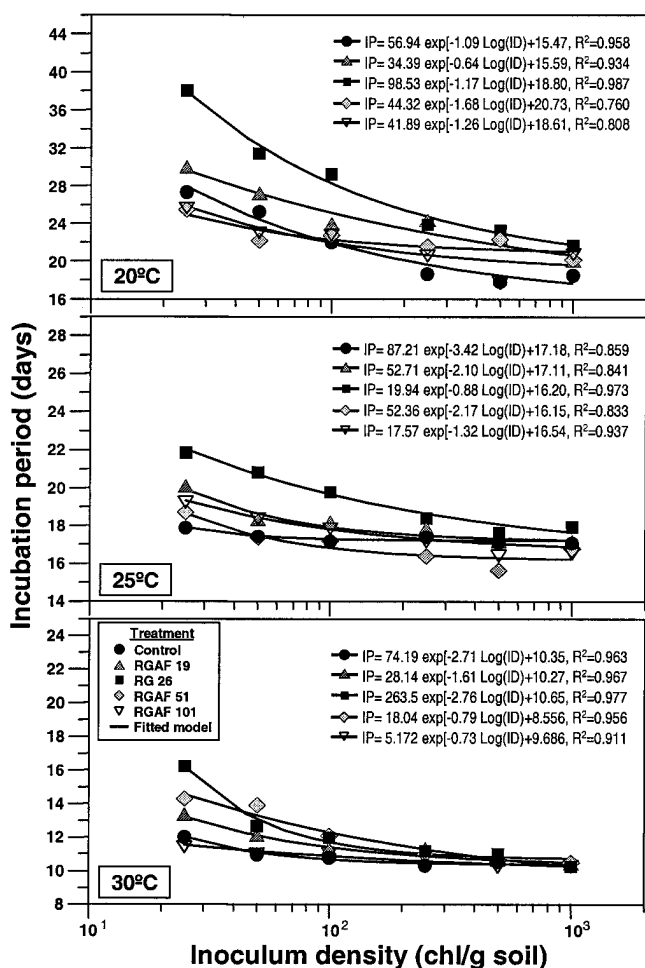 46
42
38
34
30
26
22
20
16
IP= 56.94 exp[-1.09 Log(ID)+15.47, R²=0.958
IP= 34.39 exp[-0.64 Log(ID)+15.59, R²=0.934
IP= 98.53 exp[-1.17 Log(ID)+18.80, R²=0.987
IP= 44.32 exp[-1.68 Log(ID)+20.73, R²=0.760
IP= 41.89 exp[-1.26 Log(ID)+18.61, R²=0.808
20ºC
28
26
24
22
20
18
16
14
IP= 87.21 exp[-3.42 Log(ID)+17.18, R²=0.859
IP= 52.71 exp[-2.10 Log(ID)+17.11, R²=0.841
IP= 19.94 exp[-0.88 Log(ID)+16.20, R²=0.973
IP= 52.36 exp[-2.17 Log(ID)+16.15, R²=0.833
IP= 17.57 exp[-1.32 Log(ID)+16.54, R²=0.937
25ºC
Incubation period (days)
24
22
20
18
16
14
12
10
8
Treatment
Control
RGAF 19
RG 26
RGAF 51
RGAF 101
Fitted model
IP= 74.19 exp[-2.71 Log(ID)+10.35, R²=0.963
IP= 28.14 exp[-1.61 Log(ID)+10.27, R²=0.967
IP= 263.5 exp[-2.76 Log(ID)+10.65, R²=0.977
IP= 18.04 exp[-0.79 Log(ID)+8.556, R²=0.956
IP= 5.172 exp[-0.73 Log(ID)+9.686, R²=0.911
30ºC
10¹ 10² 10³
Inoculum density (chl/g soil)